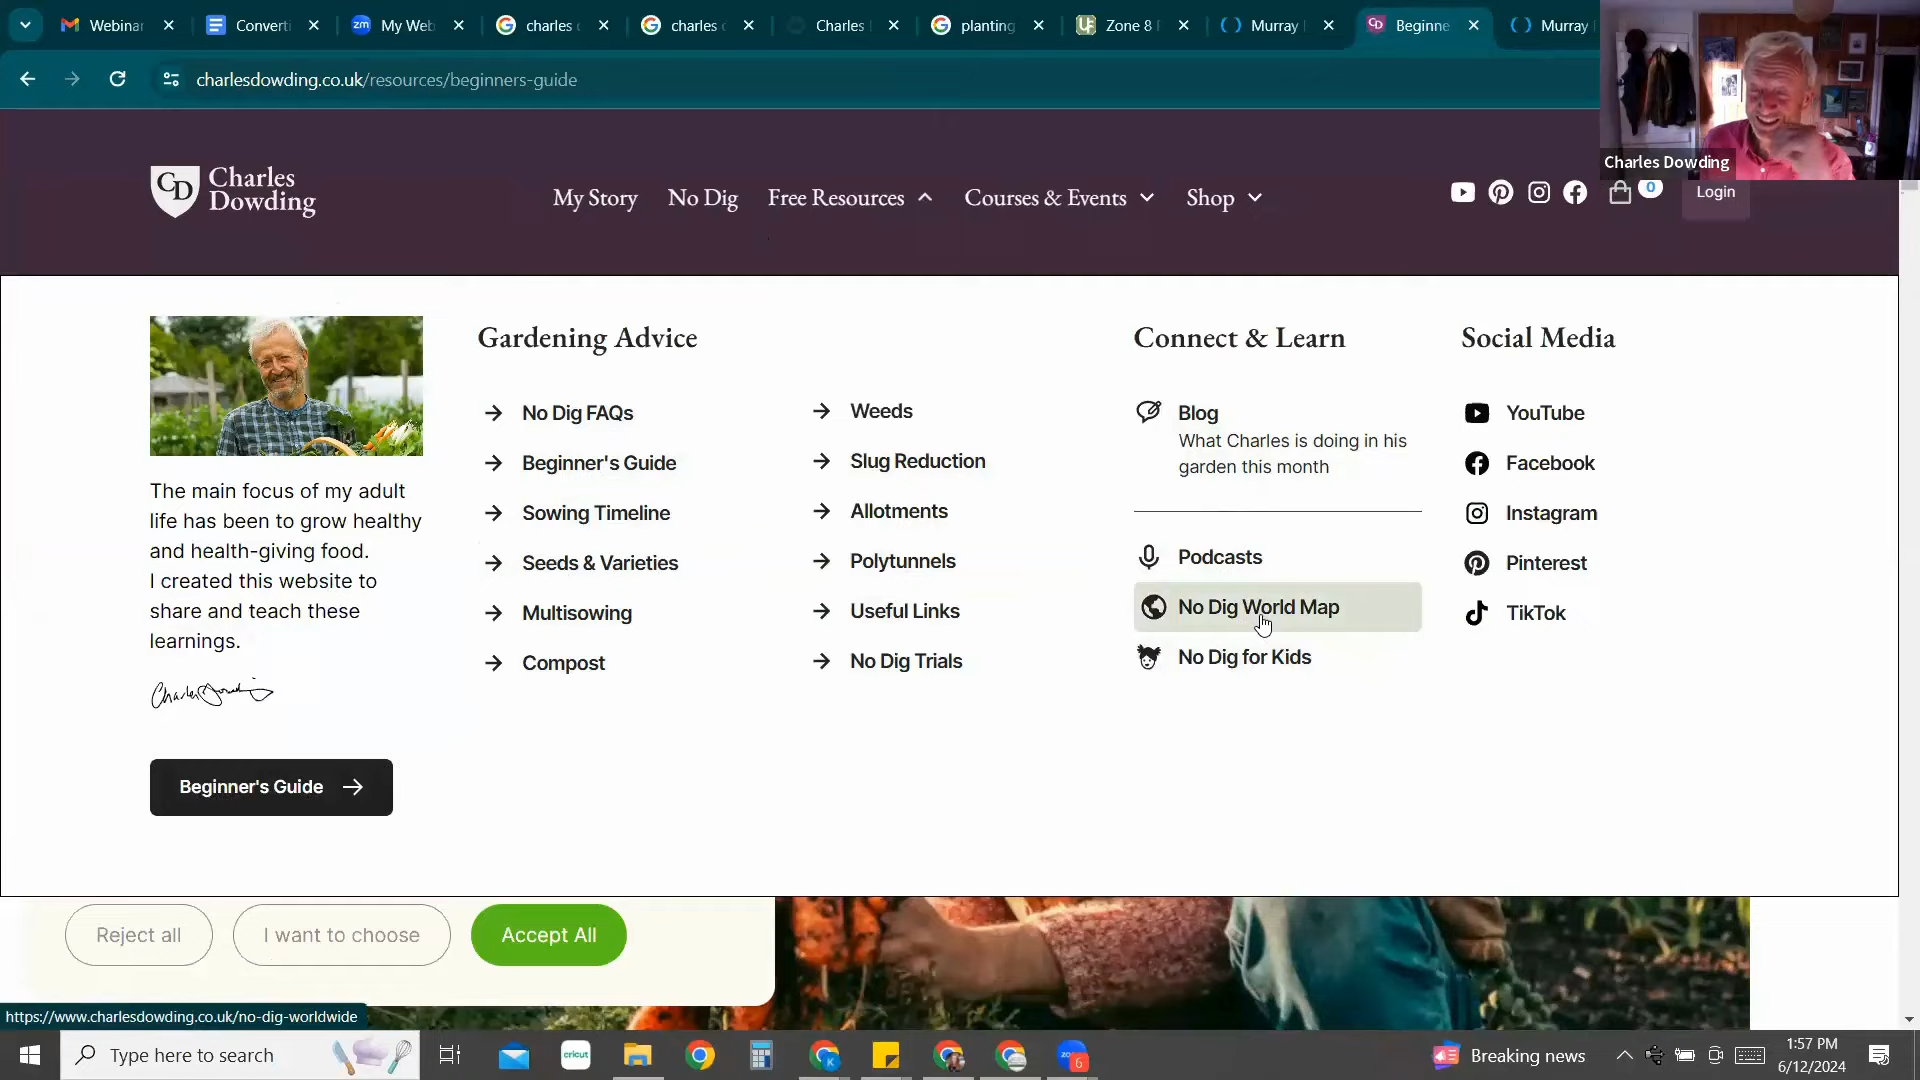 Webinar
Converti
zm
My Web
charles
charles
Charles
planting
UF
Zone 8
Murray
CD
Beginne
Murray
charlesdowding.co.uk/resources/beginners-guide
Charles Dowding
CD
Charles
Dowding
My Story
No Dig
Free Resources
Courses & Events
Shop
0
Login
The main focus of my adult
life has been to grow healthy
and health-giving food.
I created this website to
share and teach these
learnings.
Beginner's Guide
Gardening Advice
No Dig FAQs
Beginner's Guide
Sowing Timeline
Seeds & Varieties
Multisowing
Compost
Weeds
Slug Reduction
Allotments
Polytunnels
Useful Links
No Dig Trials
Connect & Learn
Blog
What Charles is doing in his
garden this month
Podcasts
No Dig World Map
No Dig for Kids
Social Media
YouTube
Facebook
Instagram
Pinterest
TikTok
Reject all
I want to choose
Accept All
https://www.charlesdowding.co.uk/no-dig-worldwide
Type here to search
cricut
6
Breaking news
1:57 PM
6/12/2024